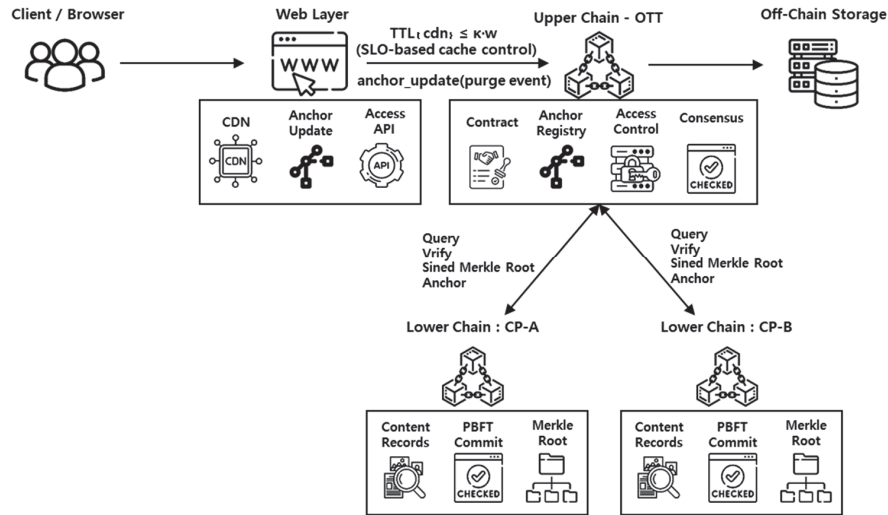 Client / Browser
Web Layer
TTL₍cdn₎ ≤ κ·w
(SLO-based cache control)
anchor_update(purge event)
Upper Chain - OTT
Off-Chain Storage
WWW
CDN
Anchor
Update
Access
API
CDN
API
Contract
Anchor
Registry
Access
Control
Consensus
CHECKED
Query
Vrify
Sined Merkle Root
Anchor
Query
Vrify
Sined Merkle Root
Anchor
Lower Chain : CP-A
Lower Chain : CP-B
Content
Records
PBFT
Commit
Merkle
Root
CHECKED
Content
Records
PBFT
Commit
Merkle
Root
CHECKED